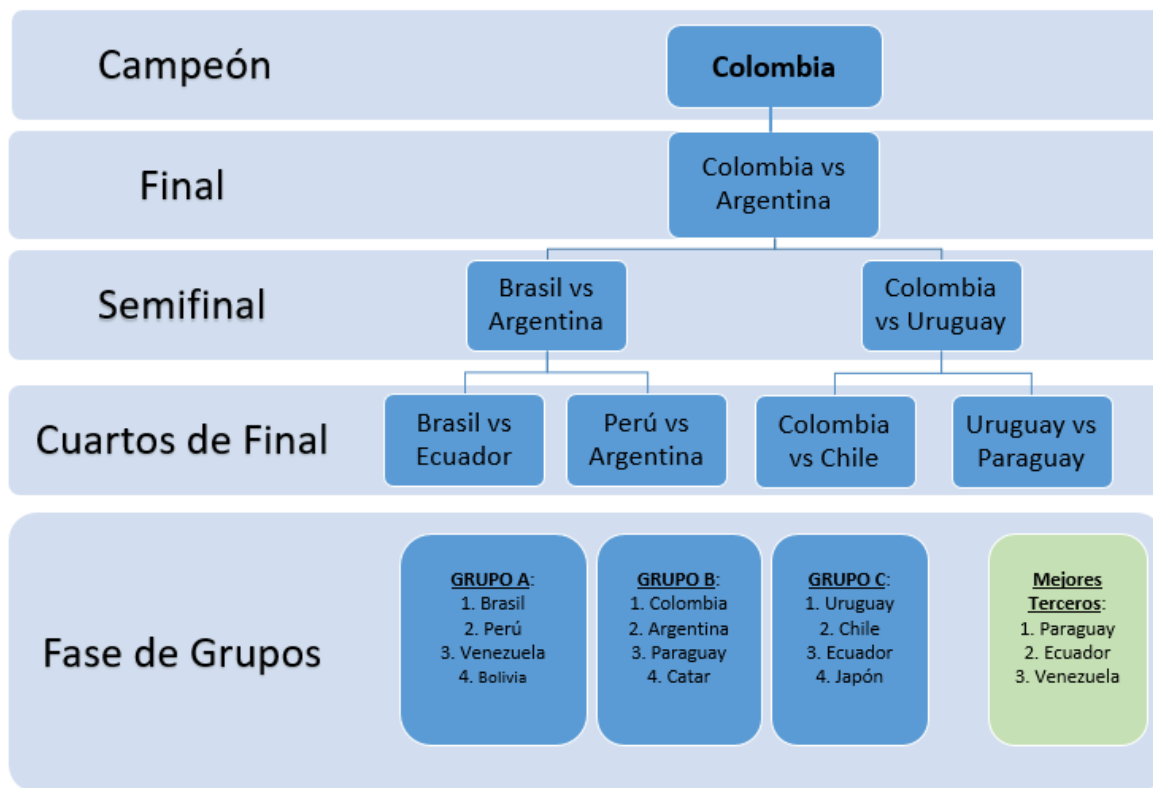 Campeón
Colombia
Final
Colombia vs
Argentina
Semifinal
Brasil vs
Argentina
Colombia
vs Uruguay
Cuartos de Final
Brasil vs
Ecuador
Perú vs
Argentina
Colombia
vs Chile
Uruguay vs
Paraguay
Fase de Grupos
GRUPO A:
1. Brasil
2. Perú
3. Venezuela
4. Bolivia
GRUPO B:
1. Colombia
2. Argentina
3. Paraguay
4. Catar
GRUPO C:
1. Uruguay
2. Chile
3. Ecuador
4. Japón
Mejores
Terceros:
1. Paraguay
2. Ecuador
3. Venezuela